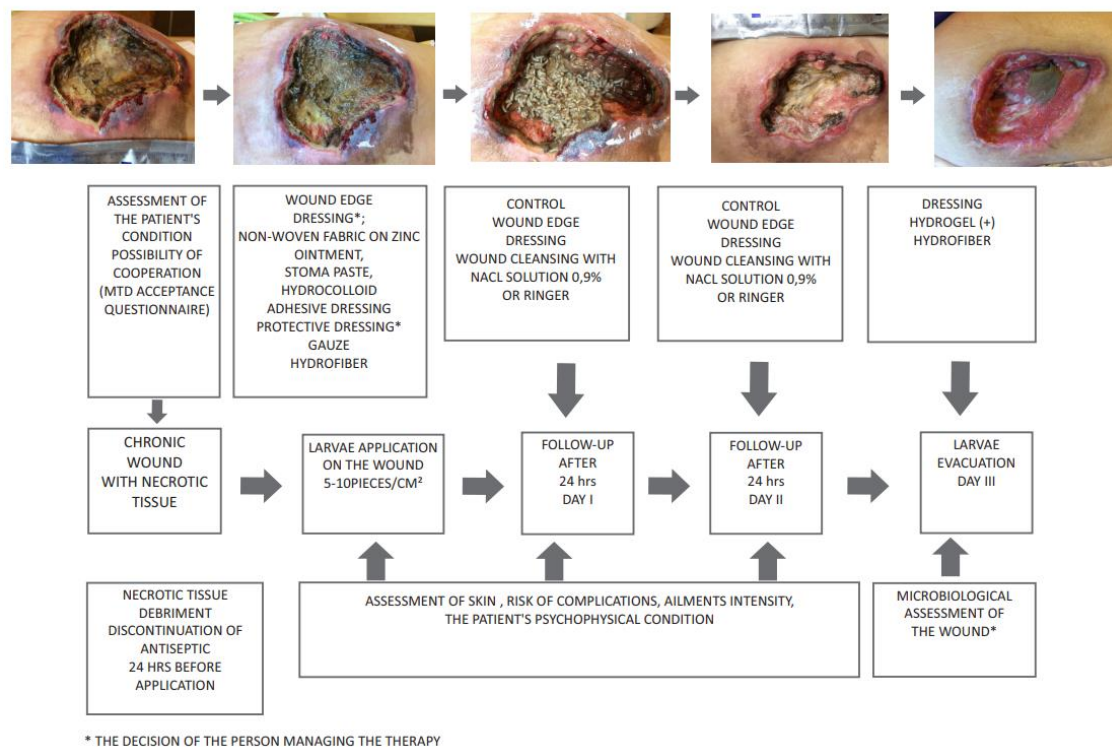 ASSESSMENT OF
THE PATIENT'S
CONDITION
POSSIBILITY OF
COOPERATION
(MTD ACCEPTANCE
QUESTIONNAIRE)
WOUND EDGE
DRESSING*;
NON-WOVEN FABRIC ON ZINC
OINTMENT,
STOMA PASTE,
HYDROCOLLOID
ADHESIVE DRESSING
PROTECTIVE DRESSING*
GAUZE
HYDROFIBER
CONTROL
WOUND EDGE
DRESSING
WOUND CLEANSING WITH
NACL SOLUTION 0,9%
OR RINGER
CONTROL
WOUND EDGE
DRESSING
WOUND CLEANSING WITH
NACL SOLUTION 0,9%
OR RINGER
DRESSING
HYDROGEL (+)
HYDROFIBER
CHRONIC
WOUND
WITH NECROTIC
TISSUE
LARVAE APPLICATION
ON THE WOUND
5-10PIECES/CM²
FOLLOW-UP
AFTER
24 hrs
DAY I
FOLLOW-UP
AFTER
24 hrs
DAY II
LARVAE
EVACUATION
DAY III
NECROTIC TISSUE
DEBRIMENT
DISCONTINUATION OF
ANTISEPTIC
24 HRS BEFORE
APPLICATION
ASSESSMENT OF SKIN , RISK OF COMPLICATIONS, AILMENTS INTENSITY,
THE PATIENT'S PSYCHOPHYSICAL CONDITION
MICROBIOLOGICAL
ASSESSMENT OF
THE WOUND*
* THE DECISION OF THE PERSON MANAGING THE THERAPY